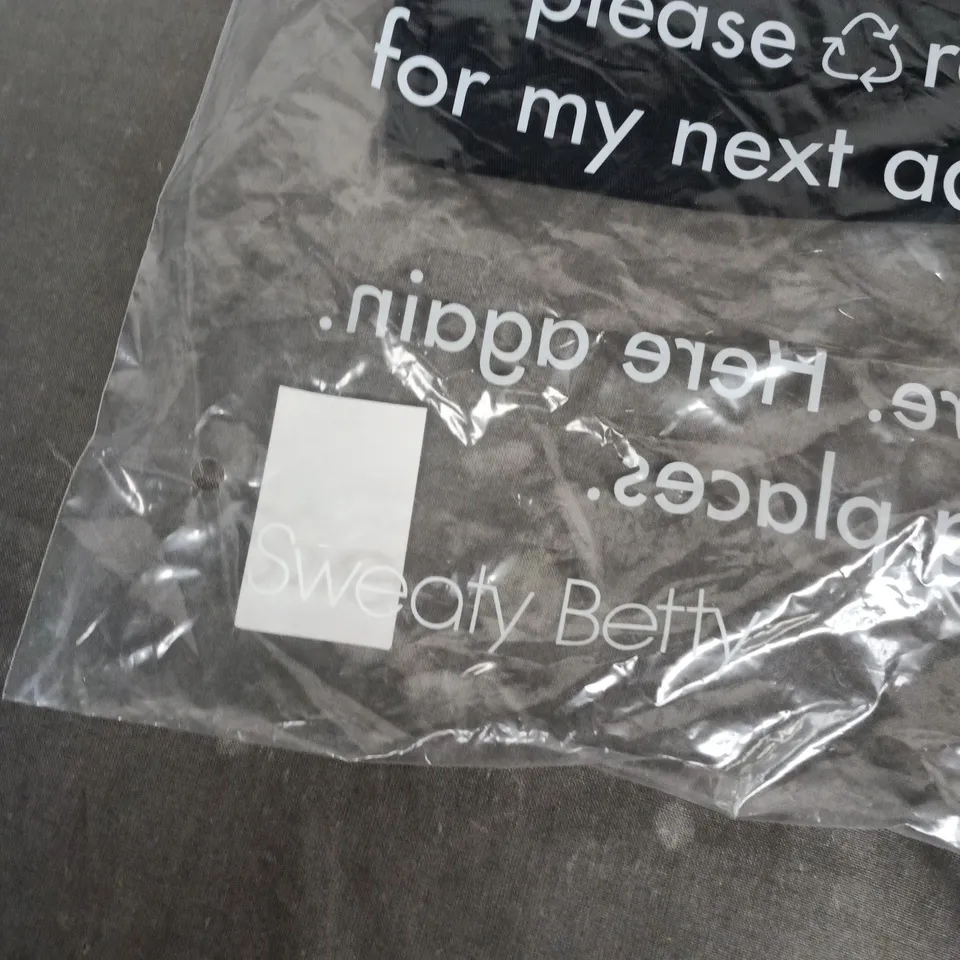 please ♲ r
for my next a
re. Here again.
places.
Sweaty Betty